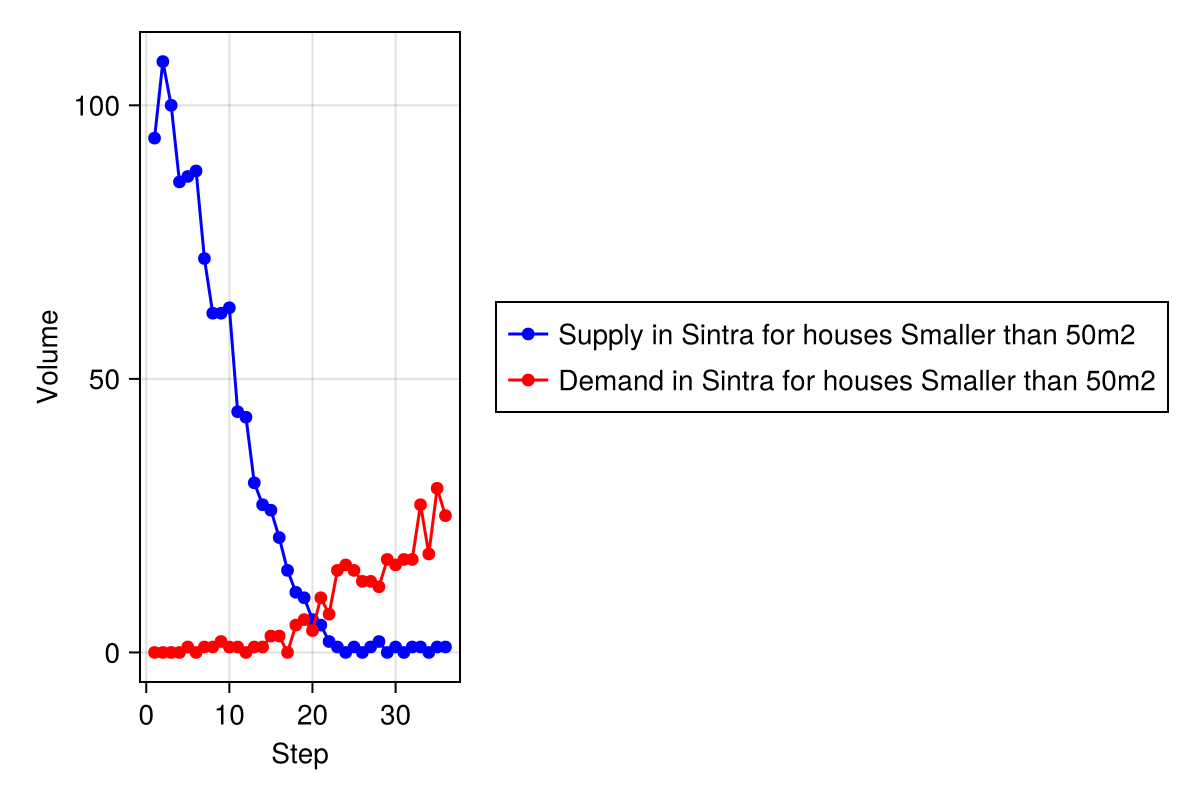 100
50
0
Volume
0 10 20 30
Step
Supply in Sintra for houses Smaller than 50m2
Demand in Sintra for houses Smaller than 50m2